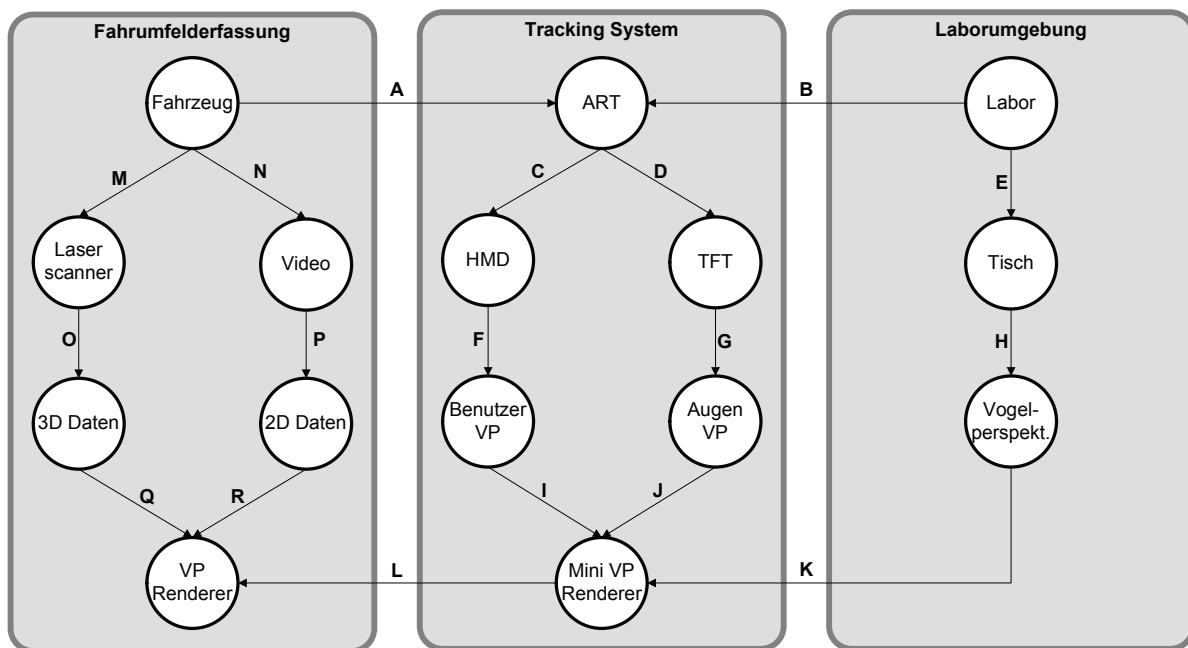 Fahrumfelderfassung
Tracking System
Laborumgebung
Fahrzeug
A
ART
B
Labor
M
N
C
D
E
Laser
scanner
Video
HMD
TFT
Tisch
O
P
F
G
H
3D Daten
2D Daten
Benutzer
VP
Augen
VP
Vogel-
perspekt.
Q
R
I
J
VP
Renderer
L
Mini VP
Renderer
K